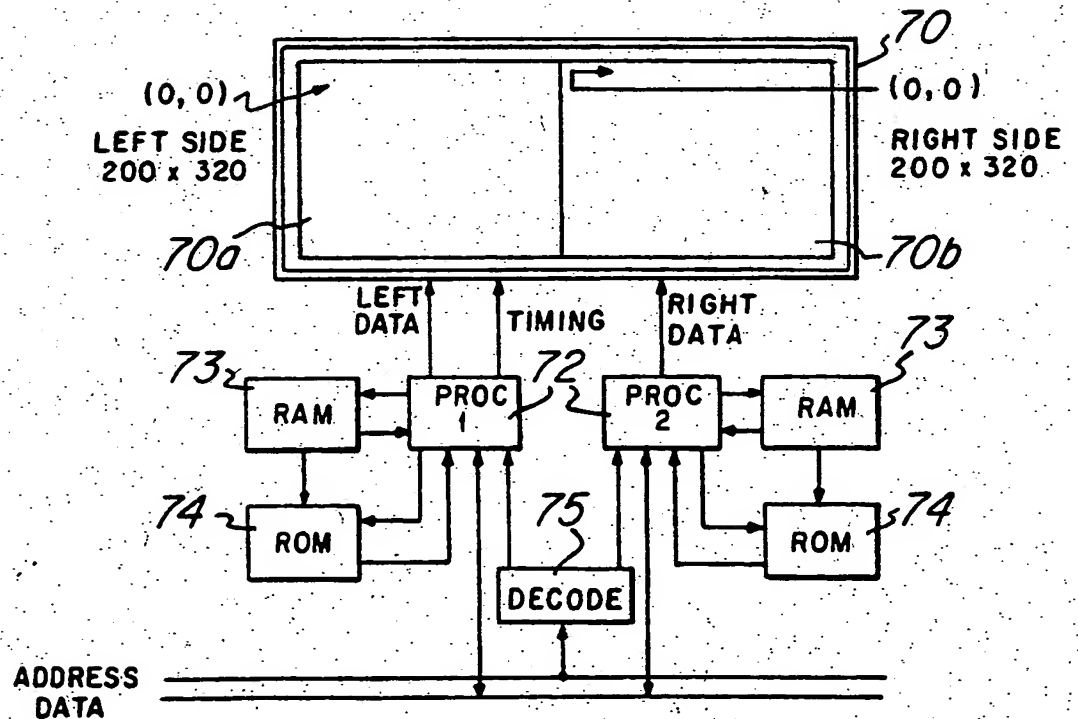 70
(0,0)
(0,0)
LEFT SIDE
200 x 320
RIGHT SIDE
200 x 320
70a
70b
LEFT
DATA
TIMING
RIGHT
DATA
73
RAM
PROC
1
72
PROC
2
RAM
73
74
ROM
75
DECODE
ROM
74
ADDRESS
DATA